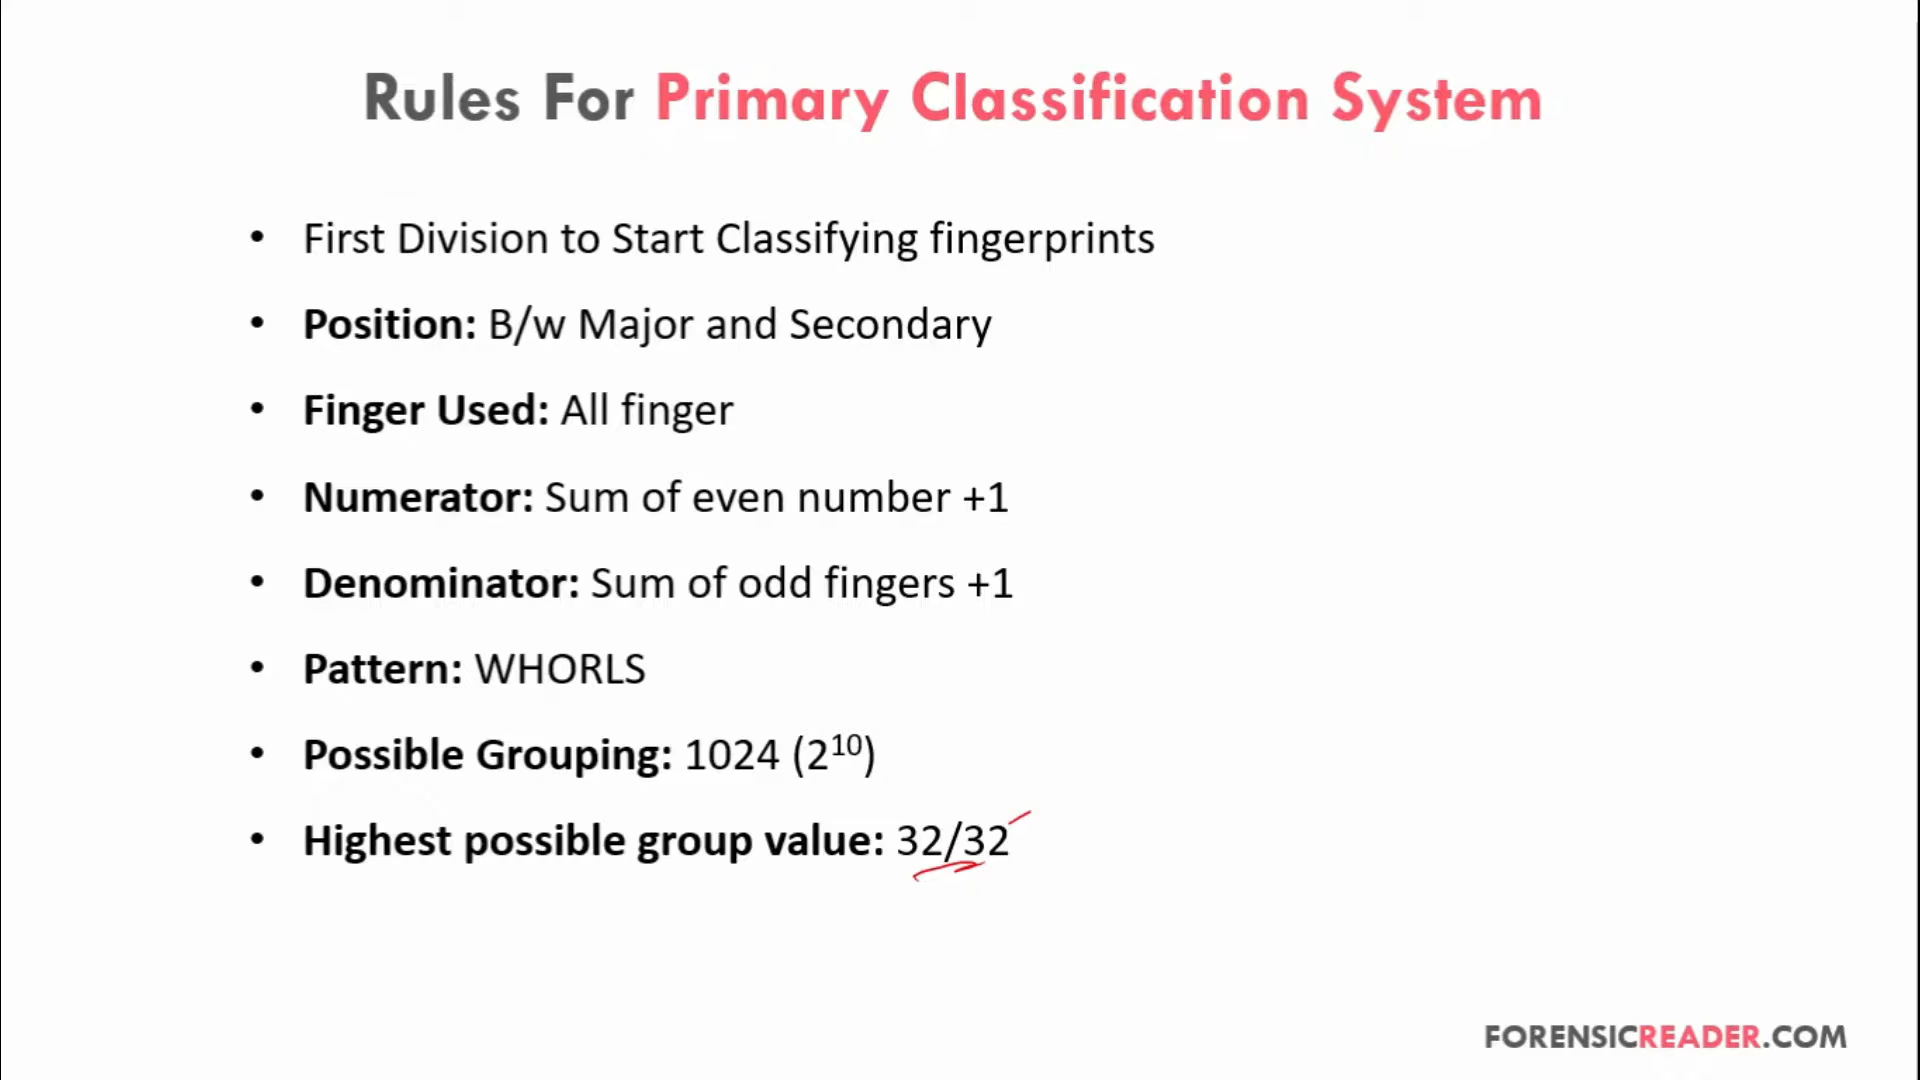 Rules For Primary Classification System
• First Division to Start Classifying fingerprints
• Position: B/w Major and Secondary
• Finger Used: All finger
• Numerator: Sum of even number +1
• Denominator: Sum of odd fingers +1
• Pattern: WHORLS
• Possible Grouping: 1024 (2¹⁰)
• Highest possible group value: 32/32
FORENSICREADER.COM